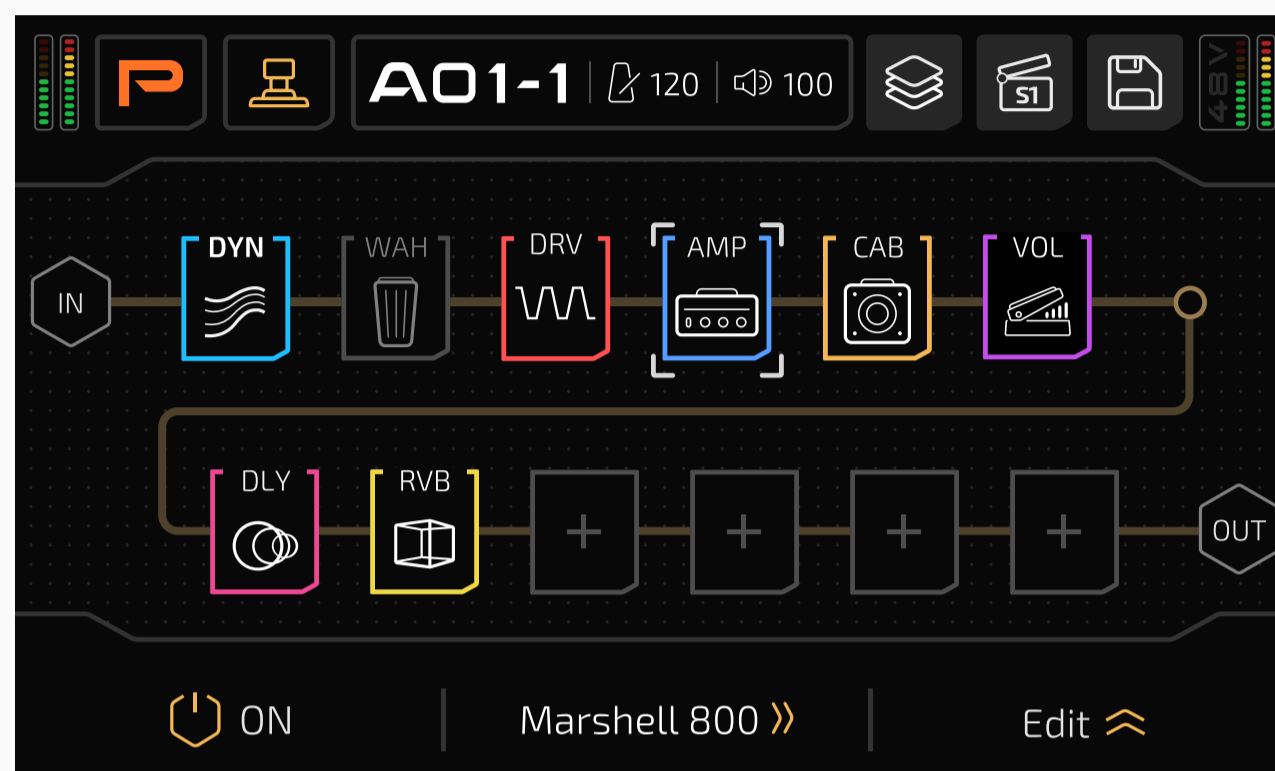 P A01-1 120 100 S1 48V
DYN WAH DRV AMP CAB VOL
IN
DLY RVB
+ + + +
OUT
ON Marshell 800 Edit